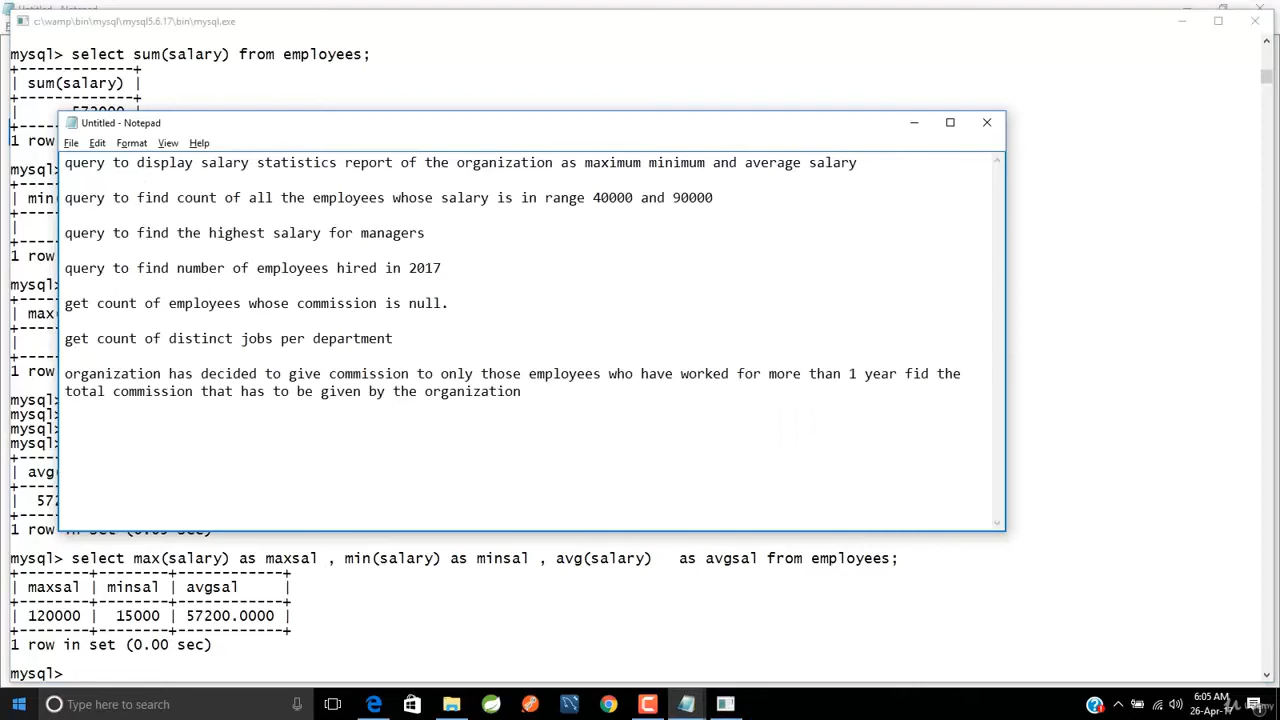 Untitled - Notepad
c:\wamp\bin\mysql\mysql5.6.17\bin\mysql.exe
mysql> select sum(salary) from employees;
+-------------+
| sum(salary) |
+-------------+
1 row
mysql>
| min
|
1 row
mysql>
| max
|
1 row
mysql>
mysql>
mysql>
mysql>
| avg
| 572
1 row in set
Untitled - Notepad
File Edit Format View Help
query to display salary statistics report of the organization as maximum minimum and average salary
query to find count of all the employees whose salary is in range 40000 and 90000
query to find the highest salary for managers
query to find number of employees hired in 2017
get count of employees whose commission is null.
get count of distinct jobs per department
organization has decided to give commission to only those employees who have worked for more than 1 year fid the
total commission that has to be given by the organization
mysql> select max(salary) as maxsal , min(salary) as minsal , avg(salary)   as avgsal from employees;
+--------+--------+------------+
| maxsal | minsal | avgsal     |
+--------+--------+------------+
| 120000 |  15000 | 57200.0000 |
+--------+--------+------------+
1 row in set (0.00 sec)
mysql>
Type here to search
6:05 AM